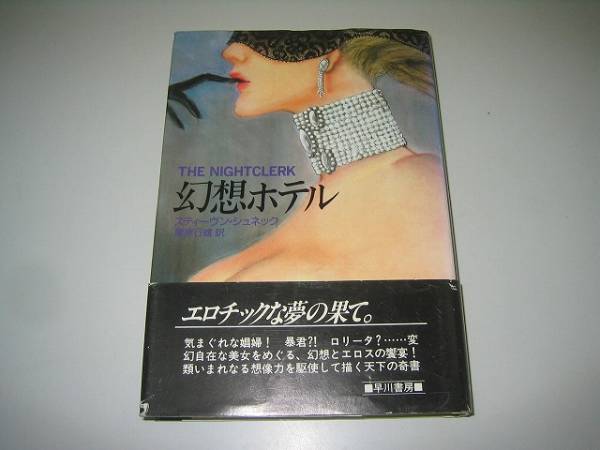 THE NIGHTCLERK
幻想ホテル
スティーヴン・シュネック
訳
エロチックな夢の果て。
気まぐれな娼婦! 暴君?! ロリータ?……変
幻自在な美女をめぐる、幻想とエロスの饗宴!
類いまれなる想像力を駆使して描く天下の奇書
■早川書房■